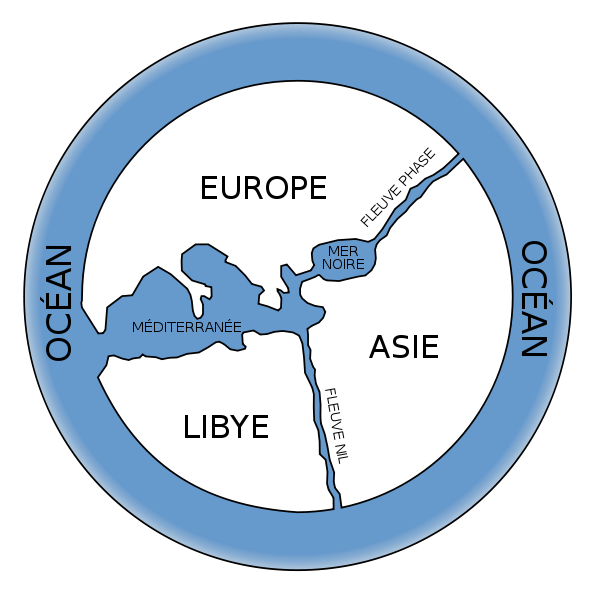 EUROPE
FLEUVE PHASE
MER
NOIRE
OCÉAN
OCÉAN
MÉDITERRANÉE
ASIE
LIBYE
FLEUVE NIL